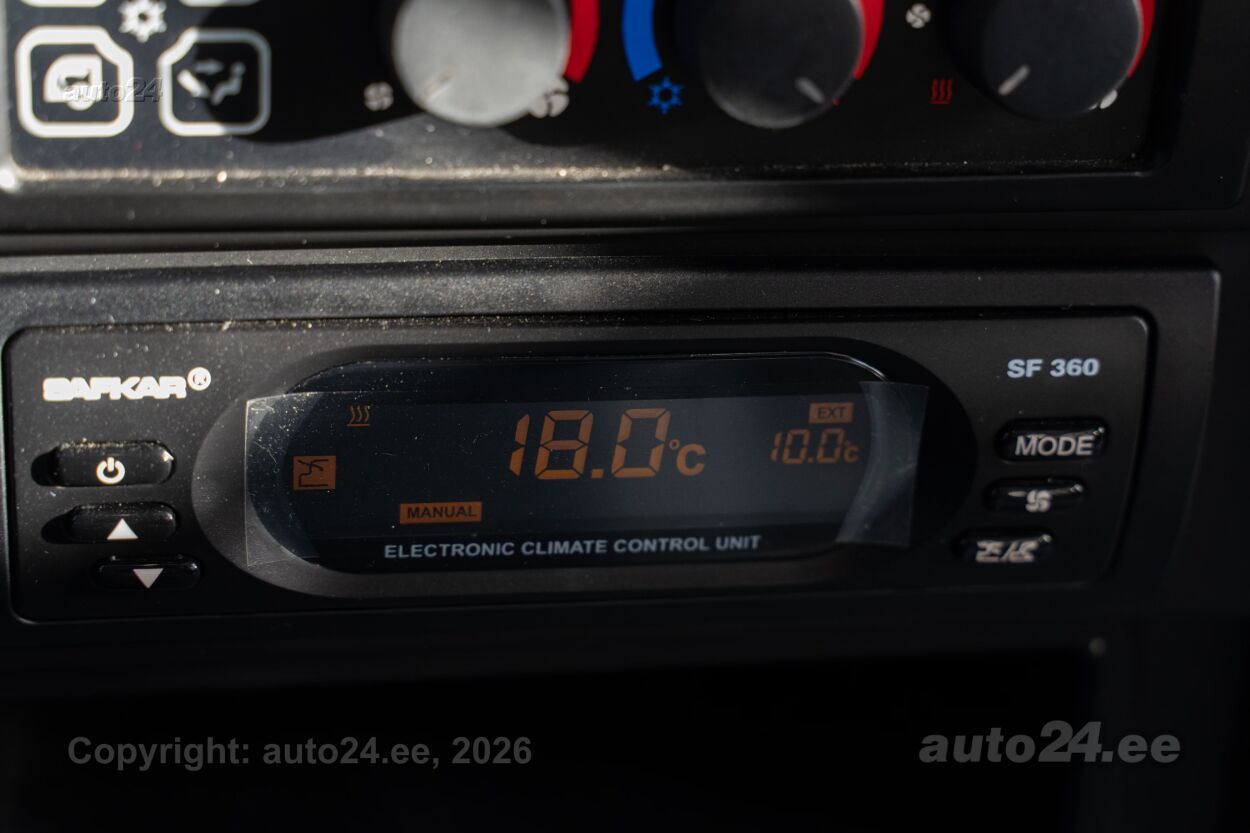 auto24
SAFKAR®
SF 360
18.0°C
EXT
10.0°C
MODE
MANUAL
ELECTRONIC CLIMATE CONTROL UNIT
Copyright: auto24.ee, 2026
auto24.ee